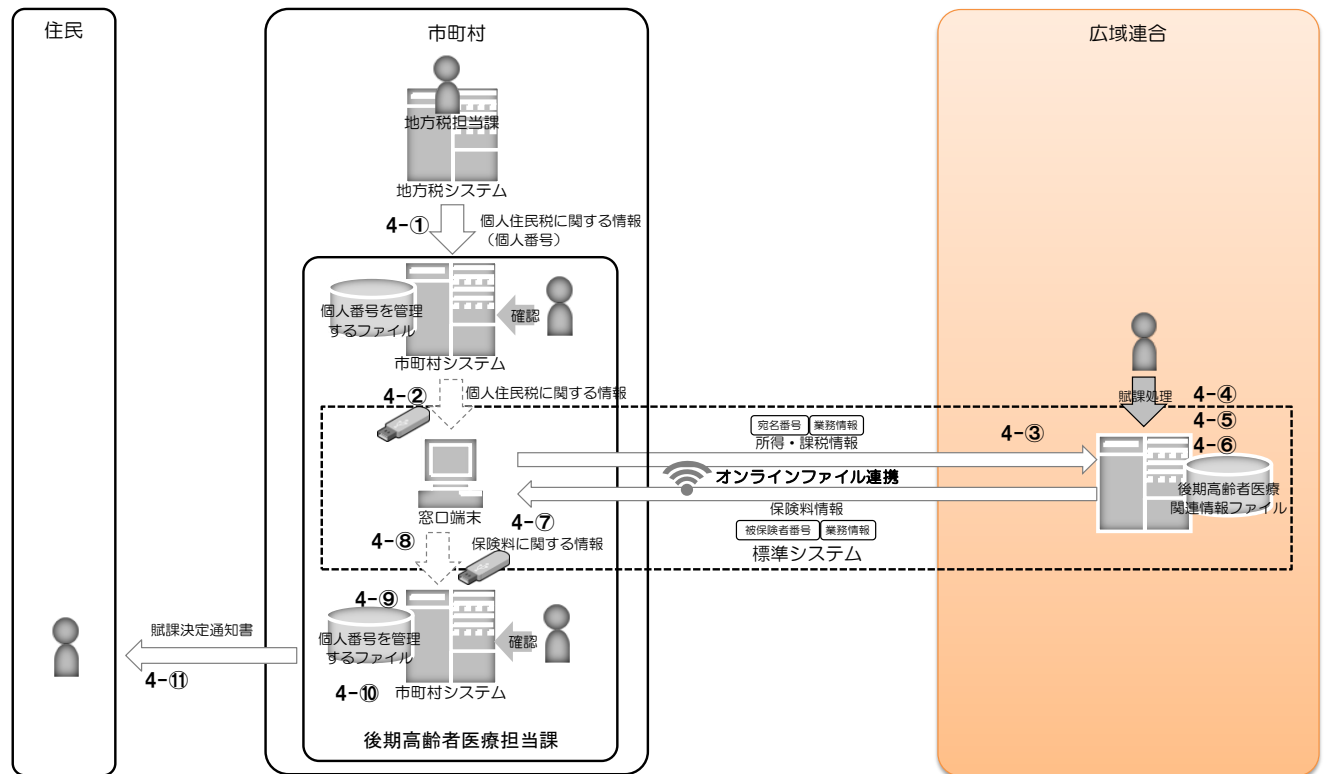 住民
市町村
広域連合
地方税担当課
地方税システム
4-①
個人住民税に関する情報
（個人番号）
個人番号を管理
するファイル
確認
市町村システム
4-②
個人住民税に関する情報
賦課処理
4-④
4-⑤
4-⑥
宛名番号
業務情報
所得・課税情報
4-③
オンラインファイル連携
後期高齢者医療
関連情報ファイル
窓口端末
保険料情報
4-⑦
被保険者番号
業務情報
4-⑧
保険料に関する情報
標準システム
4-⑨
賦課決定通知書
個人番号を管理
するファイル
確認
4-⑪
4-⑩
市町村システム
後期高齢者医療担当課